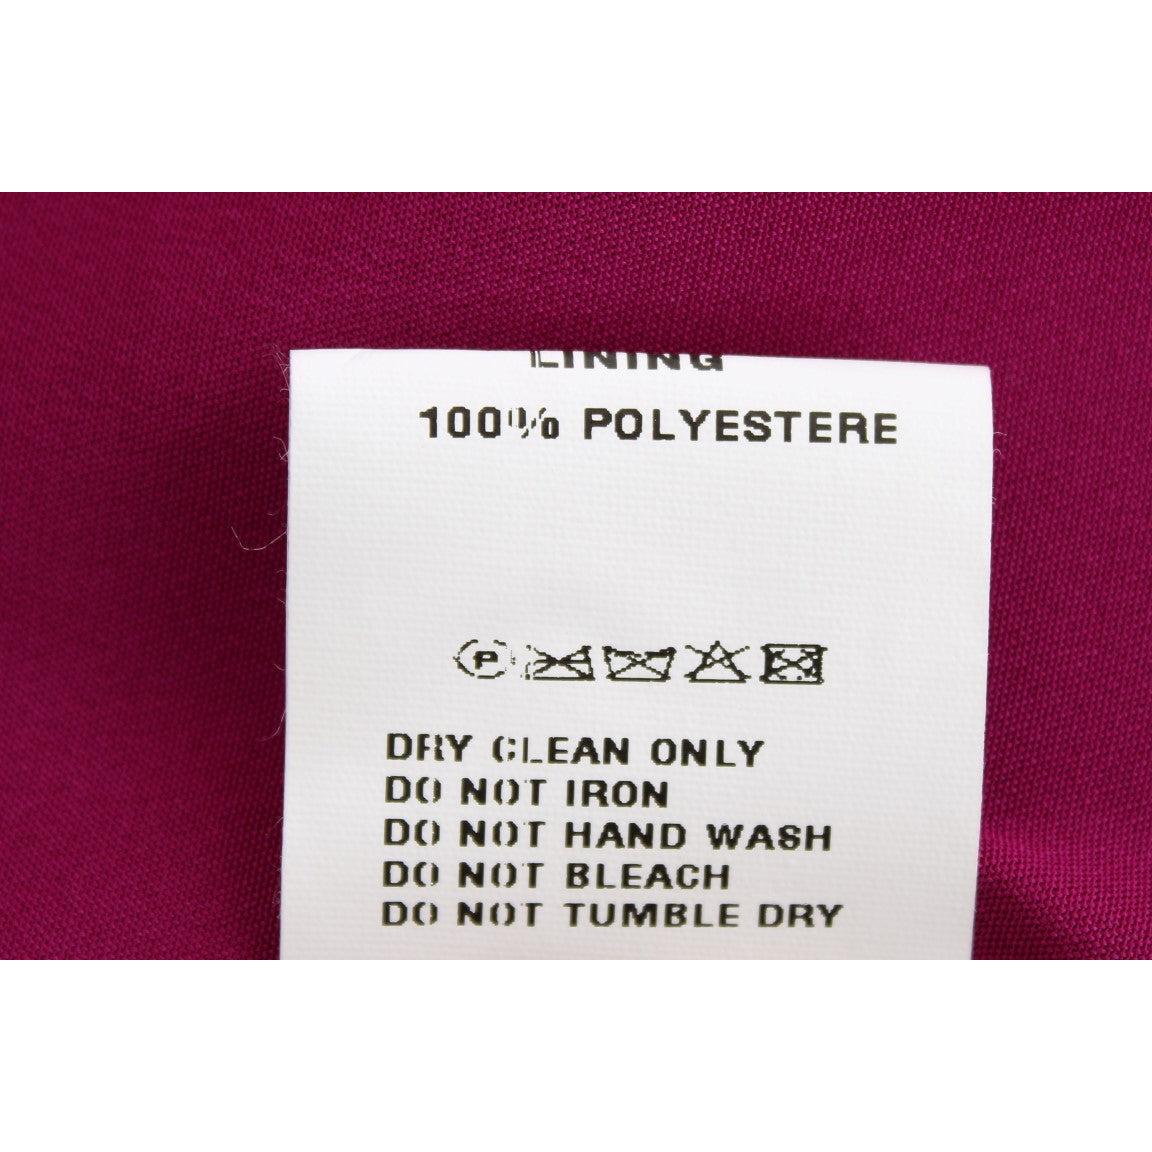 LINING
100% POLYESTERE
P
DRY CLEAN ONLY
DO NOT IRON
DO NOT HAND WASH
DO NOT BLEACH
DO NOT TUMBLE DRY